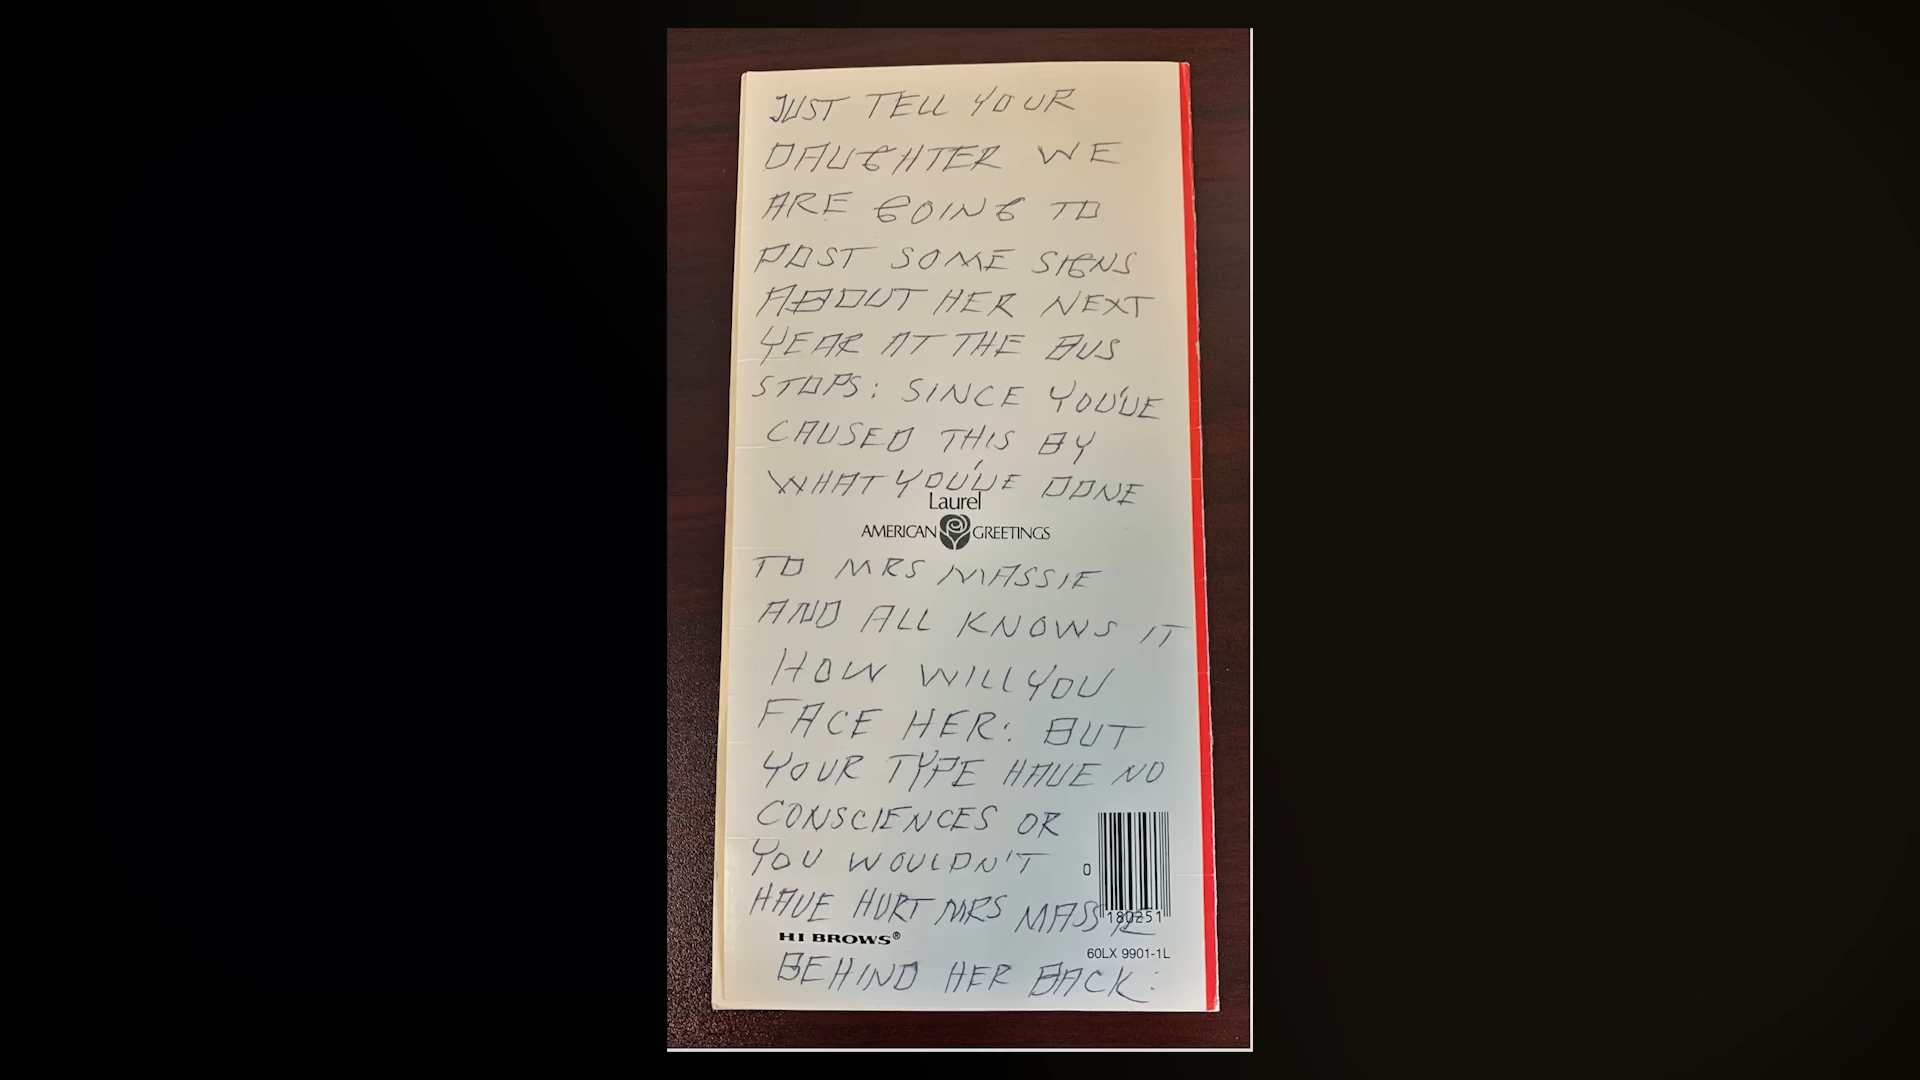 JUST TELL YOUR
DAUGHTER WE
ARE GOING TO
POST SOME SIGNS
ABOUT HER NEXT
YEAR AT THE BUS
STOPS: SINCE YOU'VE
CAUSED THIS BY
WHAT YOU'VE DONE
Laurel
AMERICAN GREETINGS
TO MRS MASSIE
AND ALL KNOWS IT
HOW WILL YOU
FACE HER: BUT
YOUR TYPE HAVE NO
CONSCIENCES OR
YOU WOULDN'T
HAVE HURT MRS MASSIE
0 180251
HI BROWS®
60LX 9901-1L
BEHIND HER BACK: